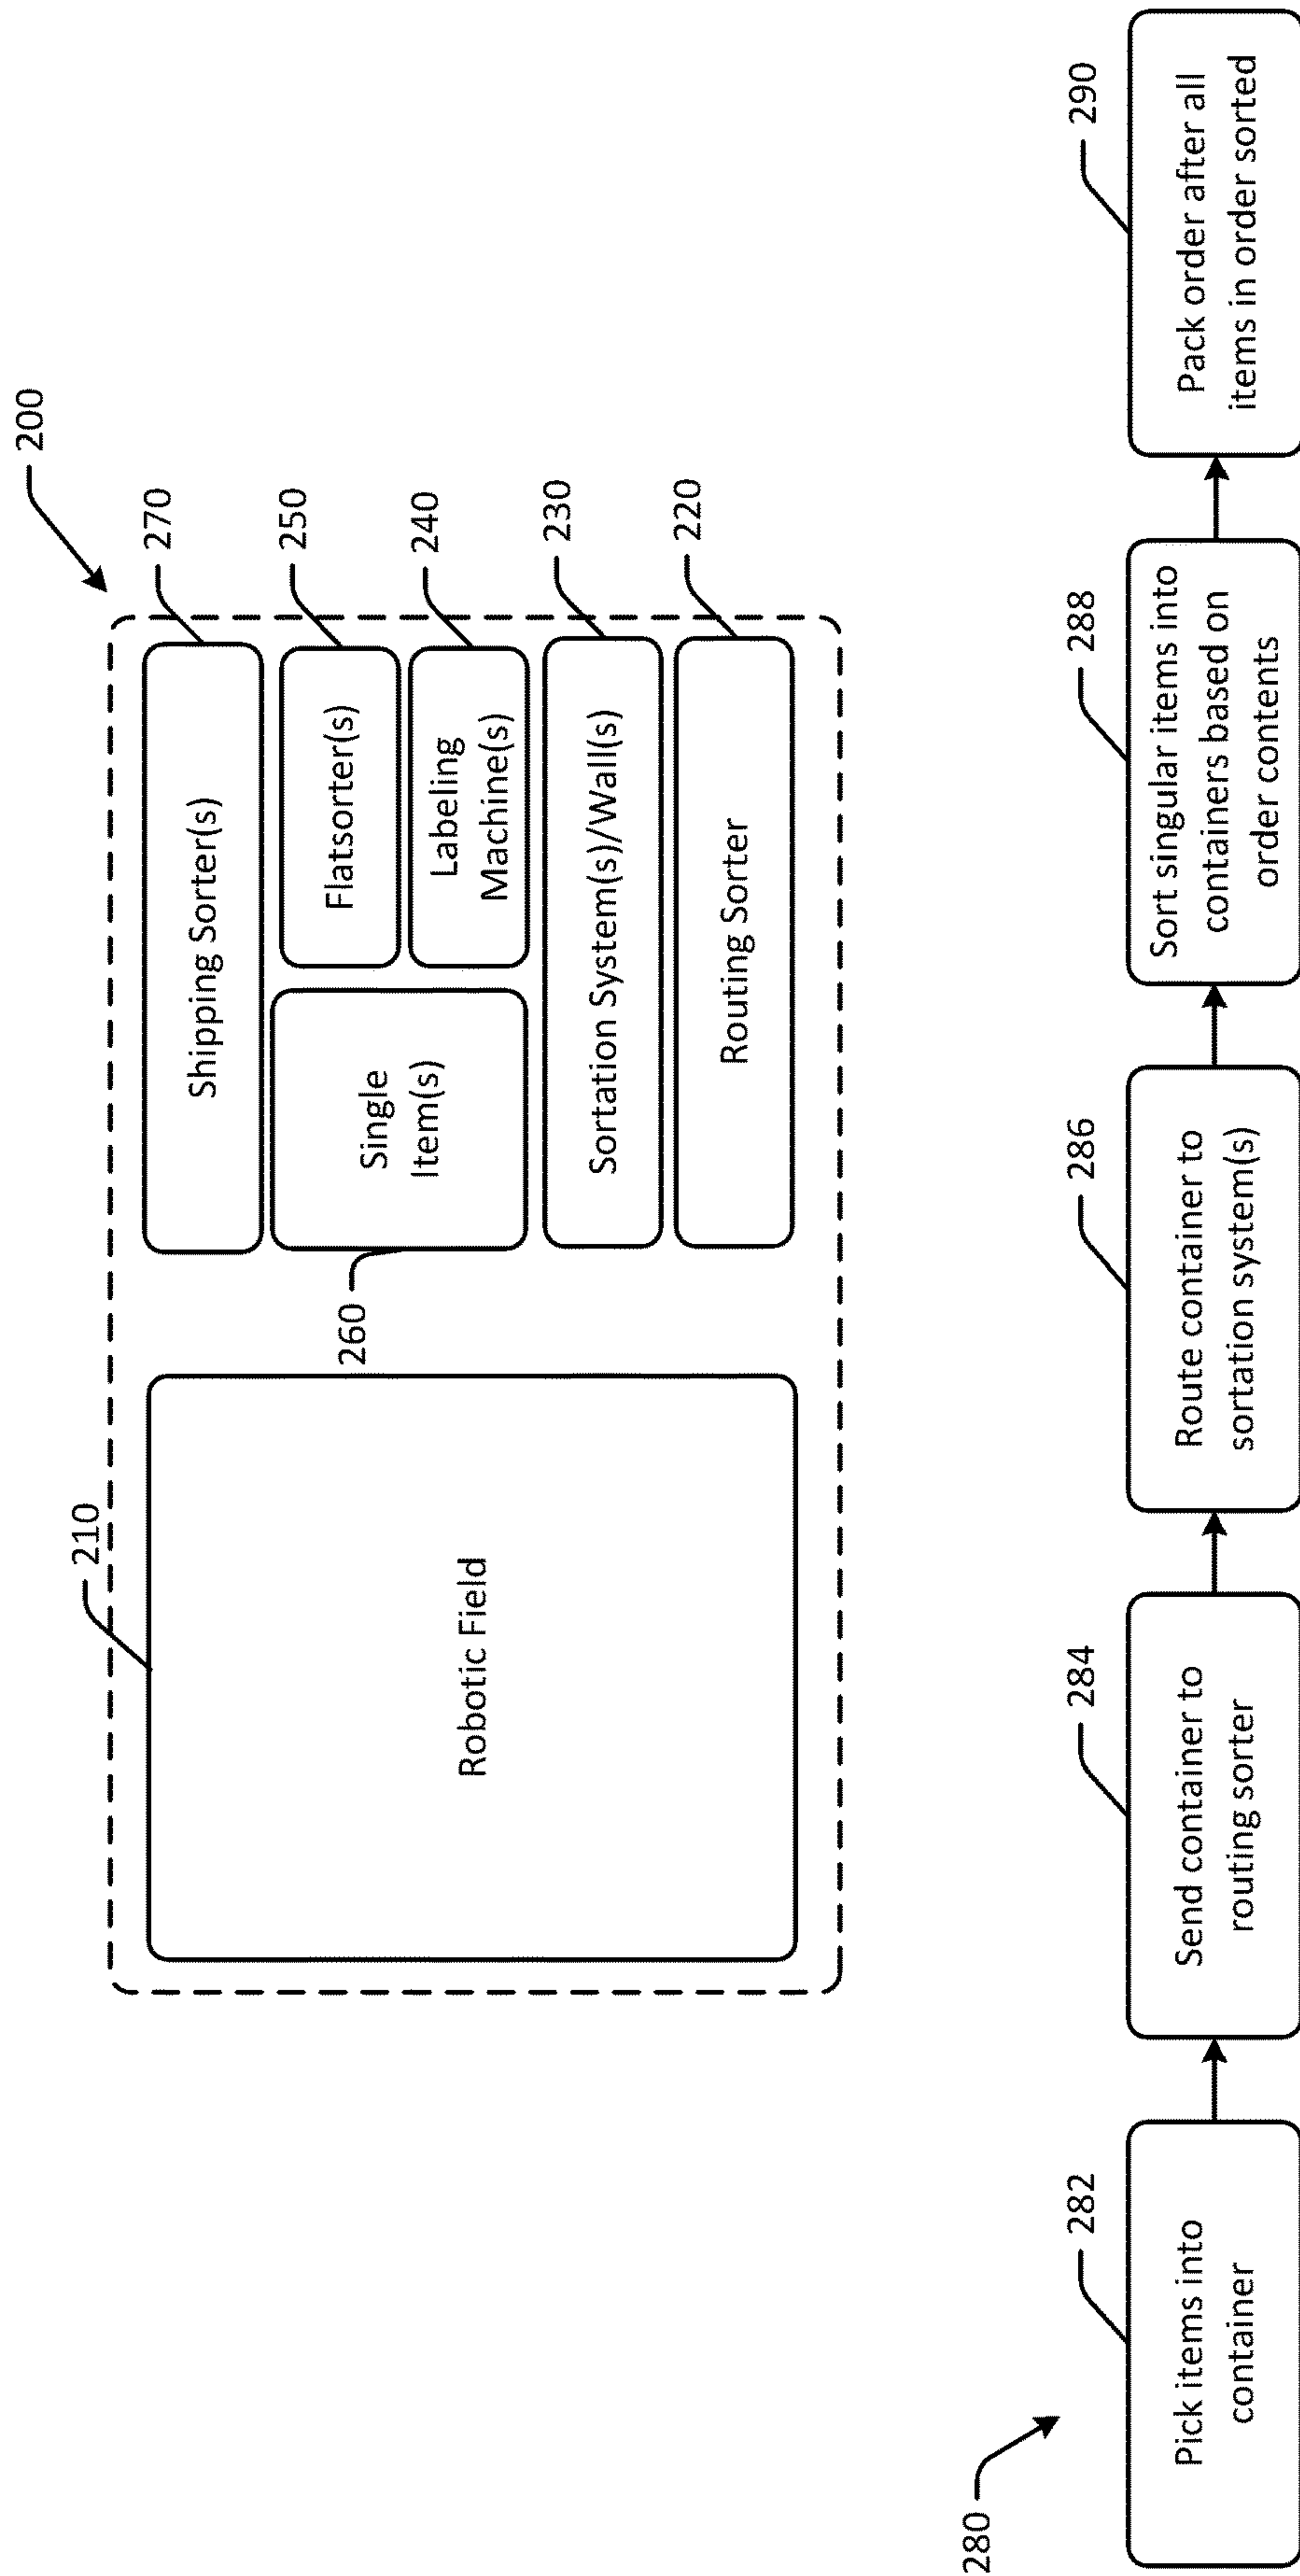 200
210
Robotic Field
Shipping Sorter(s)
270
260
Single
Item(s)
Flatsorter(s)
250
Labeling
Machine(s)
240
Sortation System(s)/Wall(s)
230
Routing Sorter
220
280
282
Pick items into
container
284
Send container to
routing sorter
286
Route container to
sortation system(s)
288
Sort singular items into
containers based on
order contents
290
Pack order after all
items in order sorted